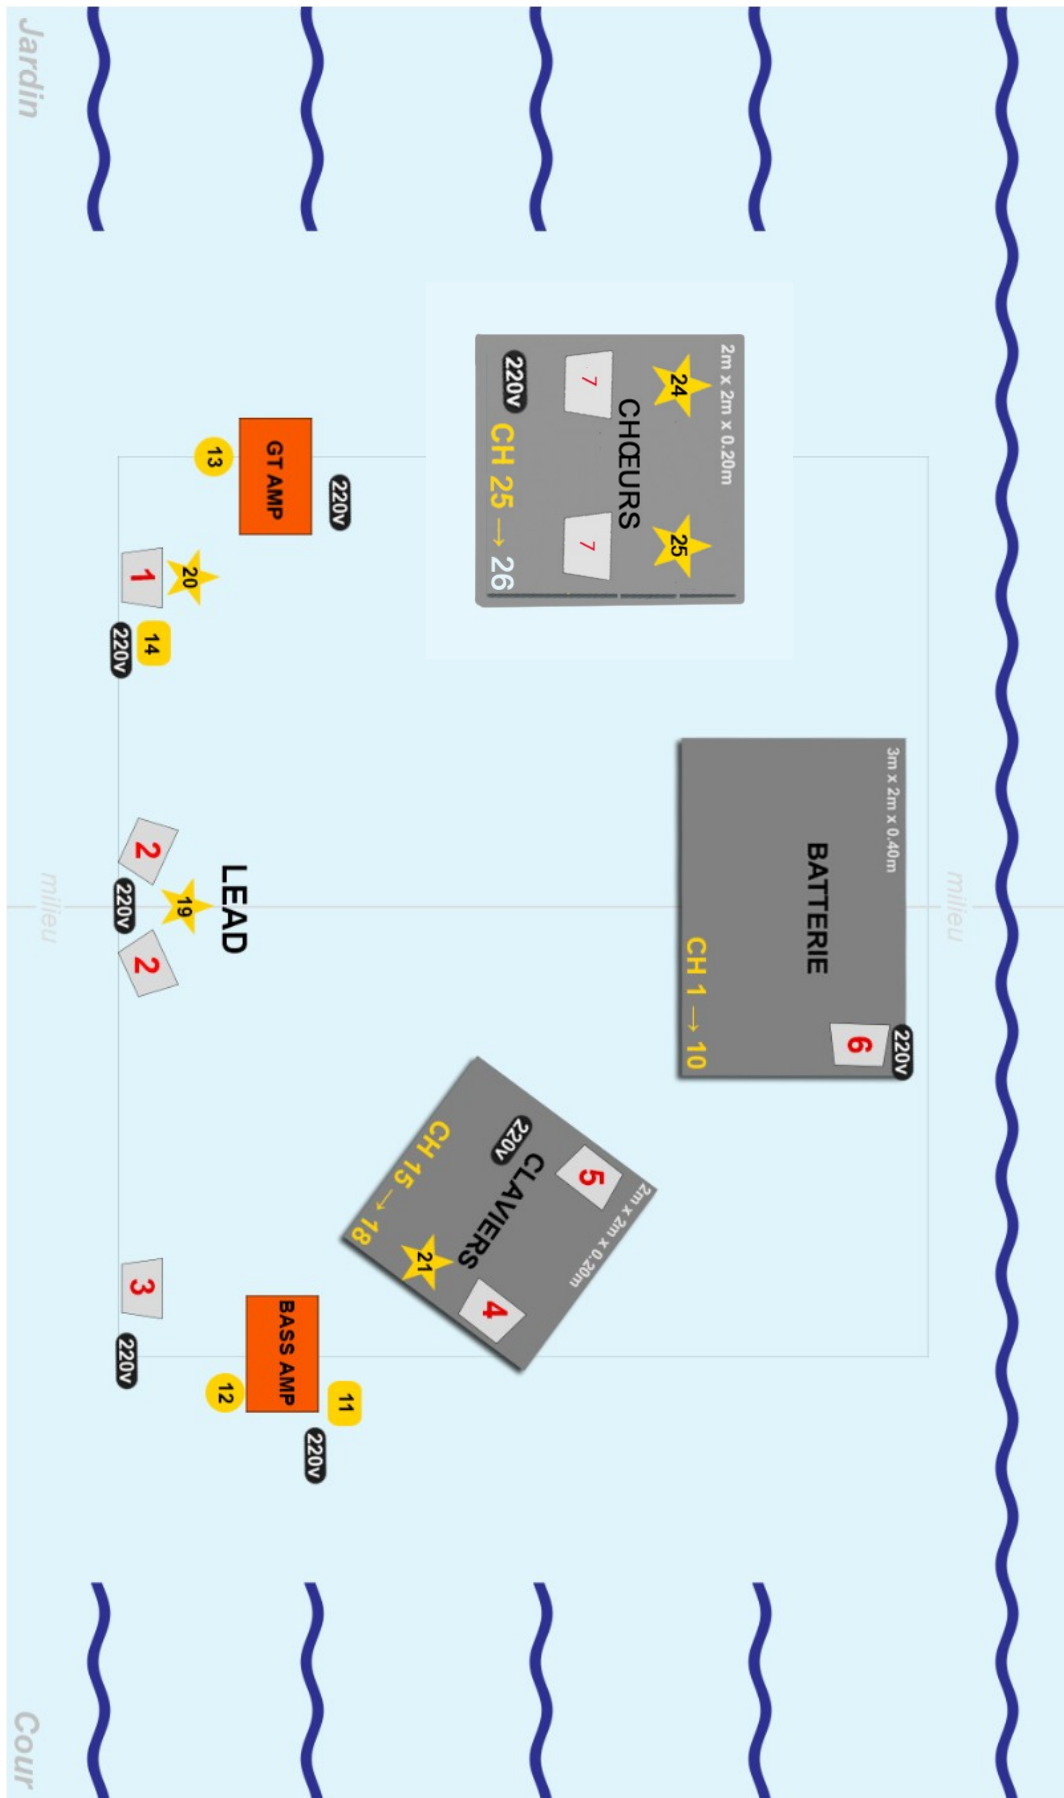 milieu
3m x 2m x 0.40m
220v
6
BATTERIE
CH 1 → 10
2m x 2m x 0.20m
24
25
CHŒURS
7
7
220v
CH 25 → 26
2m x 2m x 0.20m
5
4
CLAVIERS
220v
21
CH 15 → 18
220v
GT AMP
13
11
220v
BASS AMP
12
LEAD
20
19
1
14
220v
2
2
220v
3
220v
milieu
Jardin
Cour